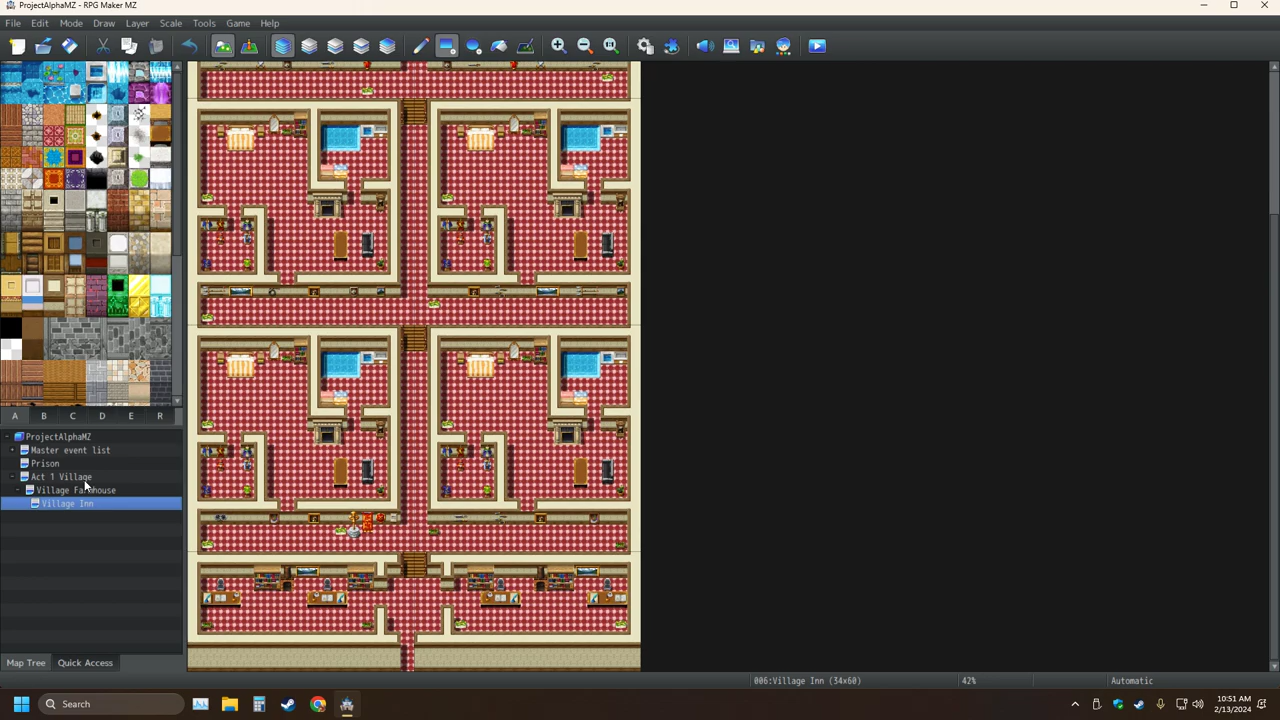 ProjectAlphaMZ - RPG Maker MZ
File Edit Mode Draw Layer Scale Tools Game Help
A B C D E R
ProjectAlphaMZ
Master event list
Prison
Act 1 Village
Village Farmhouse
Village Inn
Map Tree Quick Access
006:Village Inn (34x60) 42% Automatic
Search
10:51 AM
2/13/2024